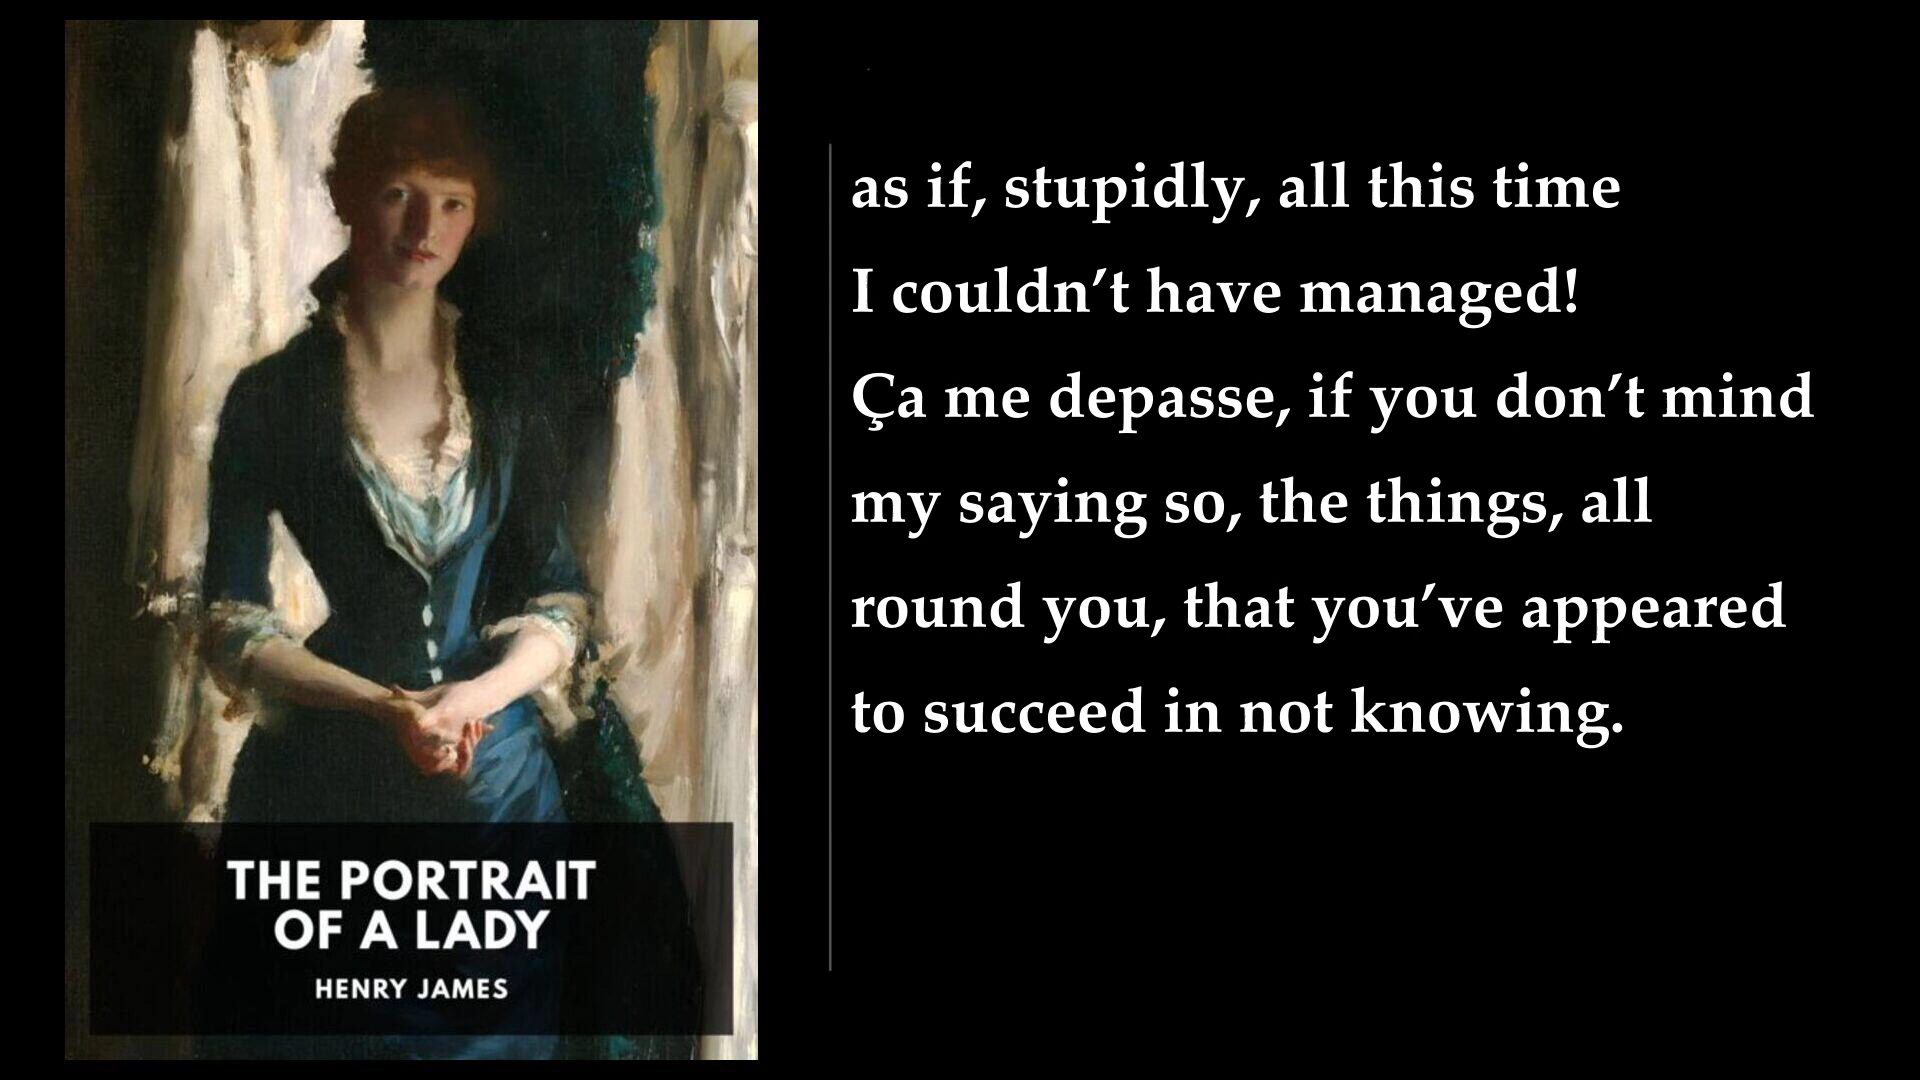 as if, stupidly, all this time
I couldn’t have managed!
Ça me depasse, if you don’t mind
my saying so, the things, all
round you, that you’ve appeared
to succeed in not knowing.
THE PORTRAIT
OF A LADY
HENRY JAMES